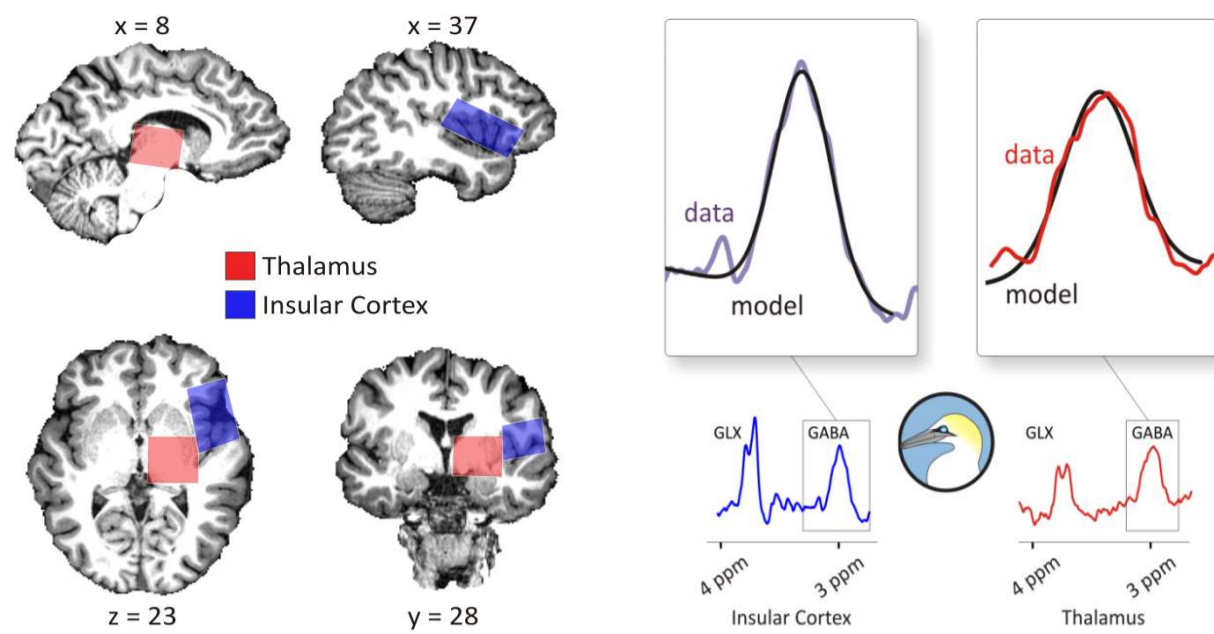 x = 8
x = 37
Thalamus
Insular Cortex
z = 23
y = 28
data
model
data
model
GLX
GABA
4 ppm
3 ppm
Insular Cortex
GLX
GABA
4 ppm
3 ppm
Thalamus